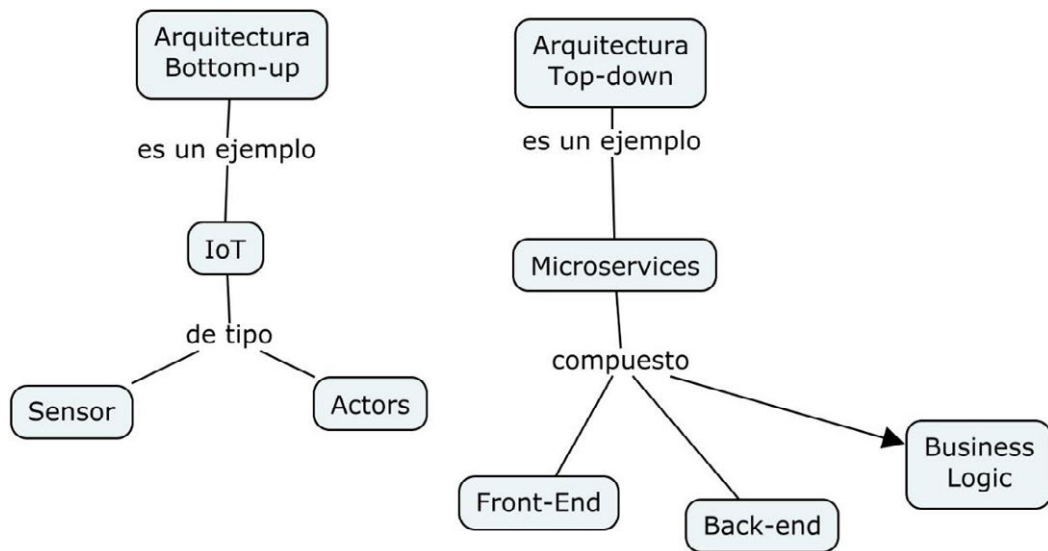 Arquitectura
Bottom-up
es un ejemplo
IoT
de tipo
Sensor
Actors
Arquitectura
Top-down
es un ejemplo
Microservices
compuesto
Front-End
Back-end
Business
Logic